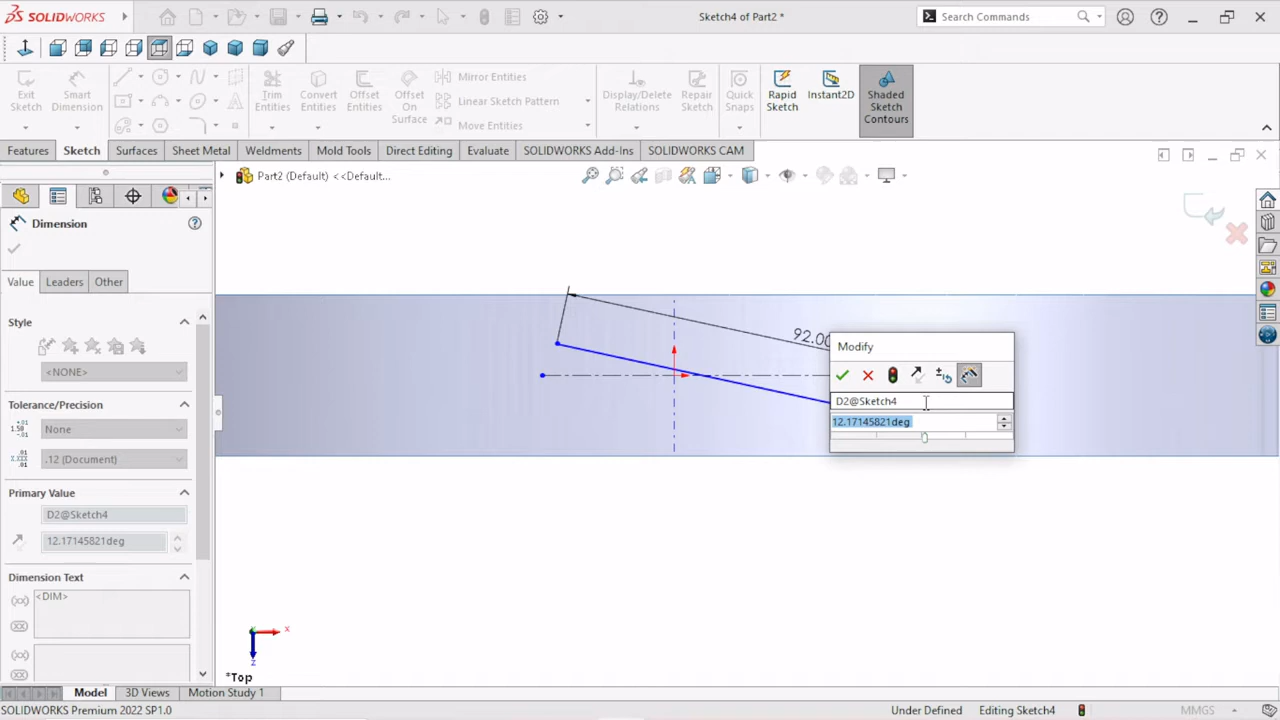 SOLIDWORKS
Sketch4 of Part2 *
Search Commands
Exit Sketch
Smart Dimension
Trim Entities
Convert Entities
Offset Entities
Offset On Surface
Mirror Entities
Linear Sketch Pattern
Move Entities
Display/Delete Relations
Repair Sketch
Quick Snaps
Rapid Sketch
Instant2D
Shaded Sketch Contours
Features Sketch Surfaces Sheet Metal Weldments Mold Tools Direct Editing Evaluate SOLIDWORKS Add-Ins SOLIDWORKS CAM
Part2 (Default) <<Default...
Dimension
Value Leaders Other
Style
<NONE>
Tolerance/Precision
None
.12 (Document)
Primary Value
D2@Sketch4
12.17145821deg
Dimension Text
<DIM>
92.00
Modify
D2@Sketch4
12.17145821deg
x
z
*Top
Model 3D Views Motion Study 1
SOLIDWORKS Premium 2022 SP1.0
Under Defined Editing Sketch4 MMGS